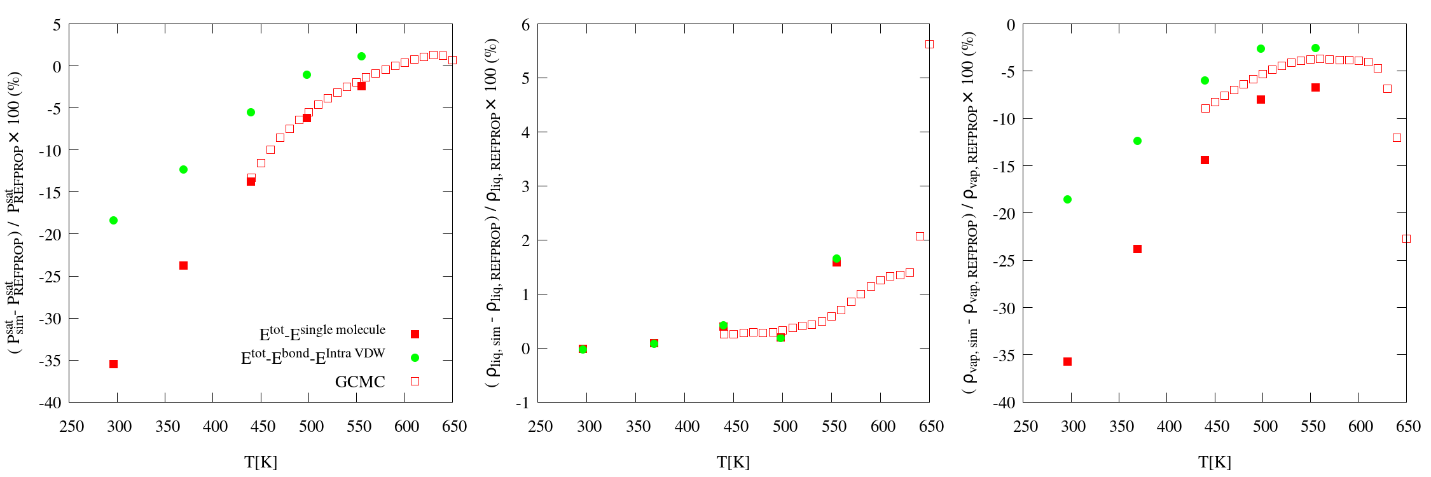 ( P^sat_sim - P^sat_REFPROP ) / P^sat_REFPROP × 100 (%)
5
0
-5
-10
-15
-20
-25
-30
-35
-40
250 300 350 400 450 500 550 600 650
T[K]
E^tot-E^single molecule
E^tot-E^bond-E^Intra VDW
GCMC
( ρ_liq, sim - ρ_liq, REFPROP ) / ρ_liq, REFPROP × 100 (%)
6
5
4
3
2
1
0
-1
250 300 350 400 450 500 550 600 650
T[K]
( ρ_vap, sim - ρ_vap, REFPROP ) / ρ_vap, REFPROP × 100 (%)
0
-5
-10
-15
-20
-25
-30
-35
-40
250 300 350 400 450 500 550 600 650
T[K]